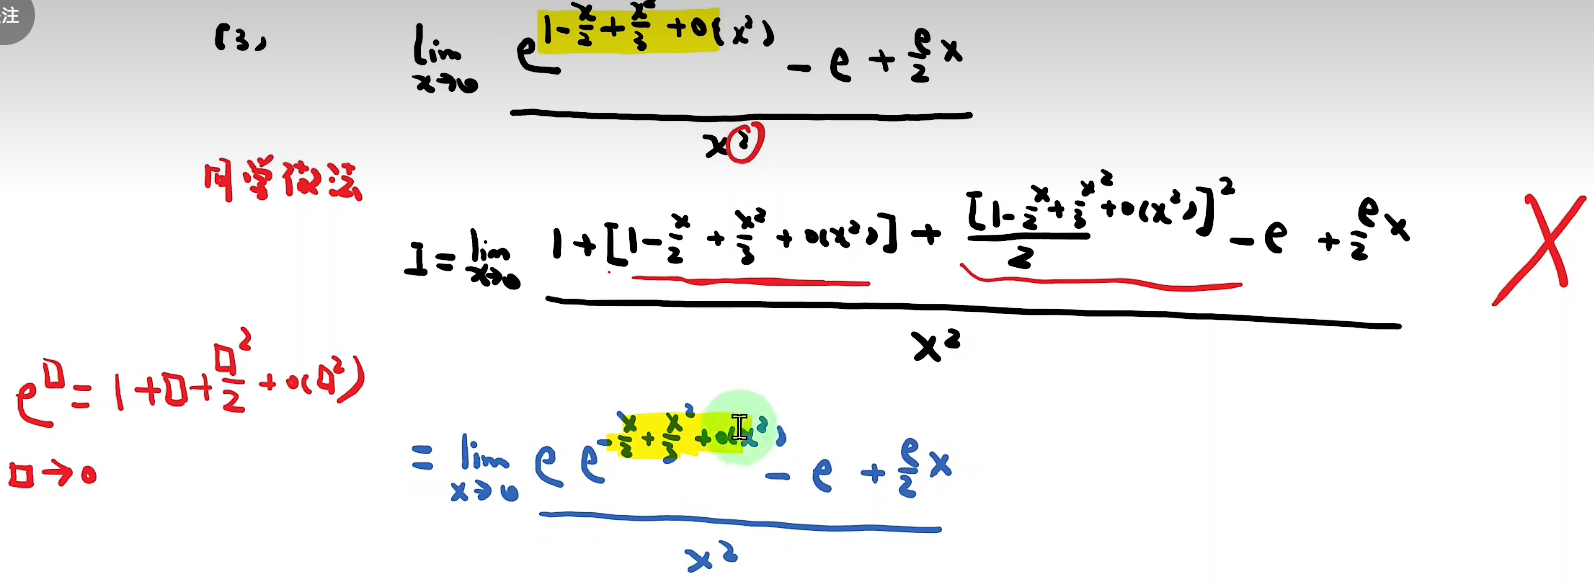 注
(3) lim x→0 (e^(1-x/2+x²/3+o(x²)) - e + e/2 x) / x²
同学做法
I = lim x→0 (1+[1-x/2+x²/3+o(x²)] + [1-x/2+x²/3+o(x²)]²/2 - e + e/2 x) / x² X
e^□ = 1+□+□²/2+o(□²)
□→0
= lim x→0 (e e^(-x/2+x²/3+o(x²)) - e + e/2 x) / x²